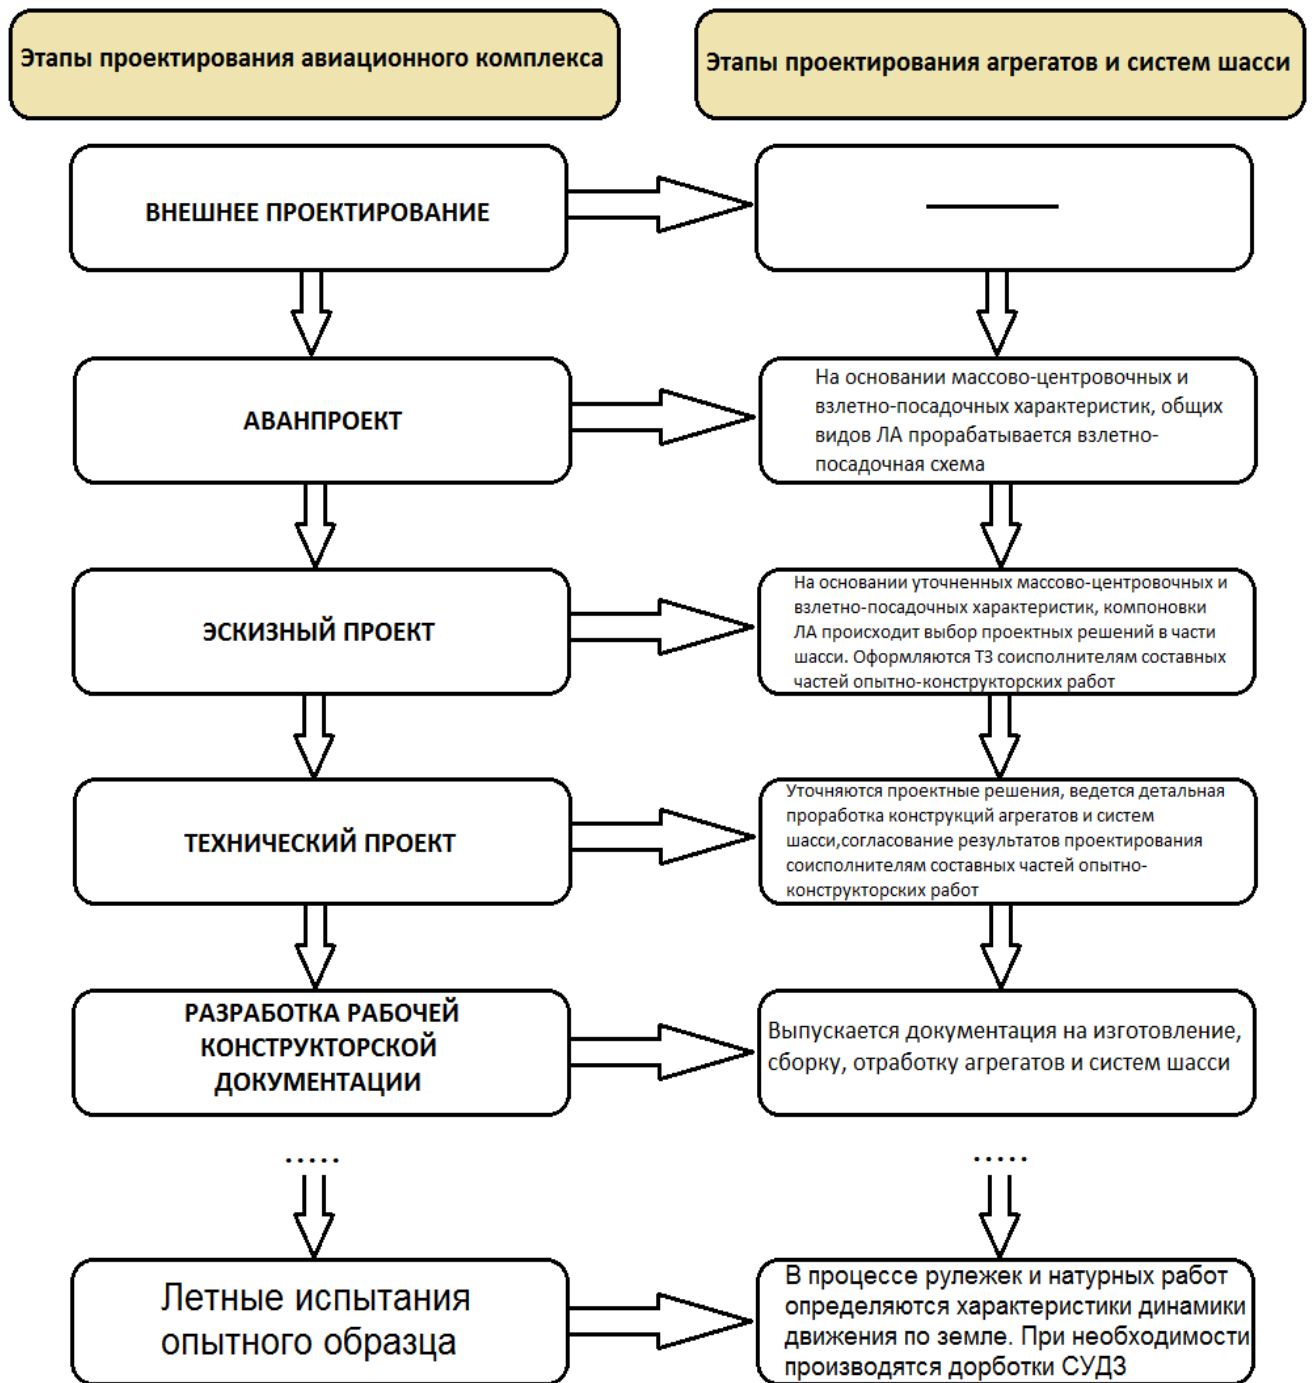 Этапы проектирования авиационного комплекса
Этапы проектирования агрегатов и систем шасси
ВНЕШНЕЕ ПРОЕКТИРОВАНИЕ
АВАНПРОЕКТ
На основании массово-центровочных и
взлетно-посадочных характеристик, общих
видов ЛА прорабатывается взлетно-
посадочная схема
ЭСКИЗНЫЙ ПРОЕКТ
На основании уточненных массово-центровочных и
взлетно-посадочных характеристик, компоновки
ЛА происходит выбор проектных решений в части
шасси. Оформляются ТЗ соисполнителям составных
частей опытно-конструкторских работ
ТЕХНИЧЕСКИЙ ПРОЕКТ
Уточняются проектные решения, ведется детальная
проработка конструкций агрегатов и систем
шасси,согласование результатов проектирования
соисполнителям составных частей опытно-
конструкторских работ
РАЗРАБОТКА РАБОЧЕЙ
КОНСТРУКТОРСКОЙ
ДОКУМЕНТАЦИИ
Выпускается документация на изготовление,
сборку, отработку агрегатов и систем шасси
.....
.....
Летные испытания
опытного образца
В процессе рулежек и натурных работ
определяются характеристики динамики
движения по земле. При необходимости
производятся дорботки СУДЗ